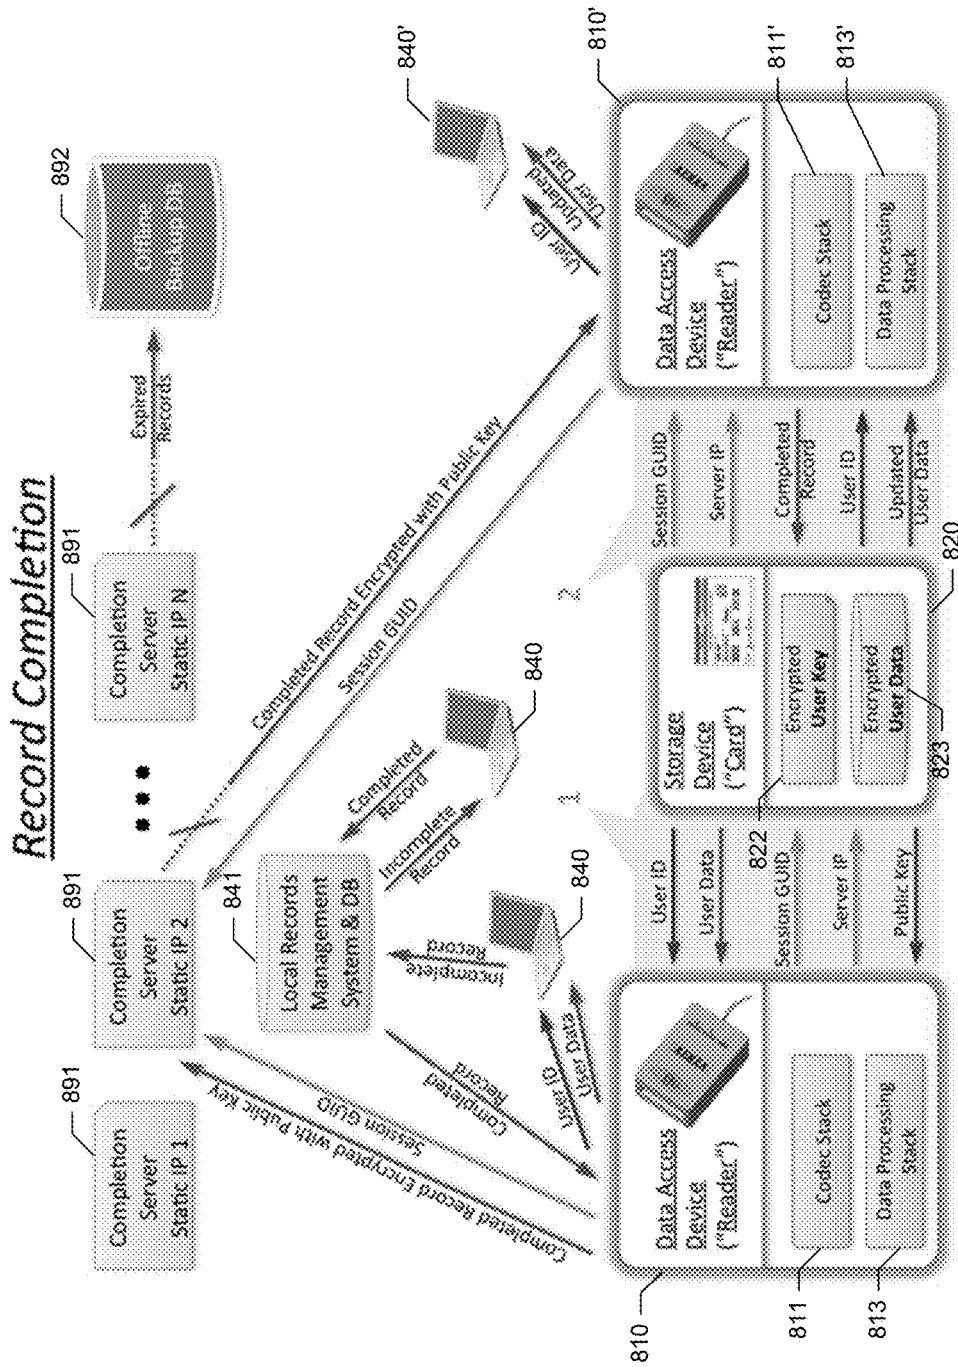 Record Completion
891
Completion
Server
Static IP 1
891
Completion
Server
Static IP 2
891
Completion
Server
Static IP N
Expired
Records
892
Offline
841
Local Records
Management
System & DB
Completed Record Encrypted with Public Key
Session GUID
Completed
Record
Incomplete
Record
User ID
User Data
840
Incomplete
Record
Completed
Record
840
Completed Record Encrypted with Public Key
Session GUID
User ID
Updated
User Data
840'
810
Data Access
Device
("Reader")
Codec Stack
811
Data Processing
Stack
813
1
User ID
User Data
Session GUID
Server IP
Public Key
Storage
Device
("Card")
Encrypted
User Key
822
Encrypted
User Data
823
820
2
Session GUID
Server IP
Completed
Record
User ID
Updated
User Data
810'
Data Access
Device
("Reader")
Codec Stack
811'
Data Processing
Stack
813'